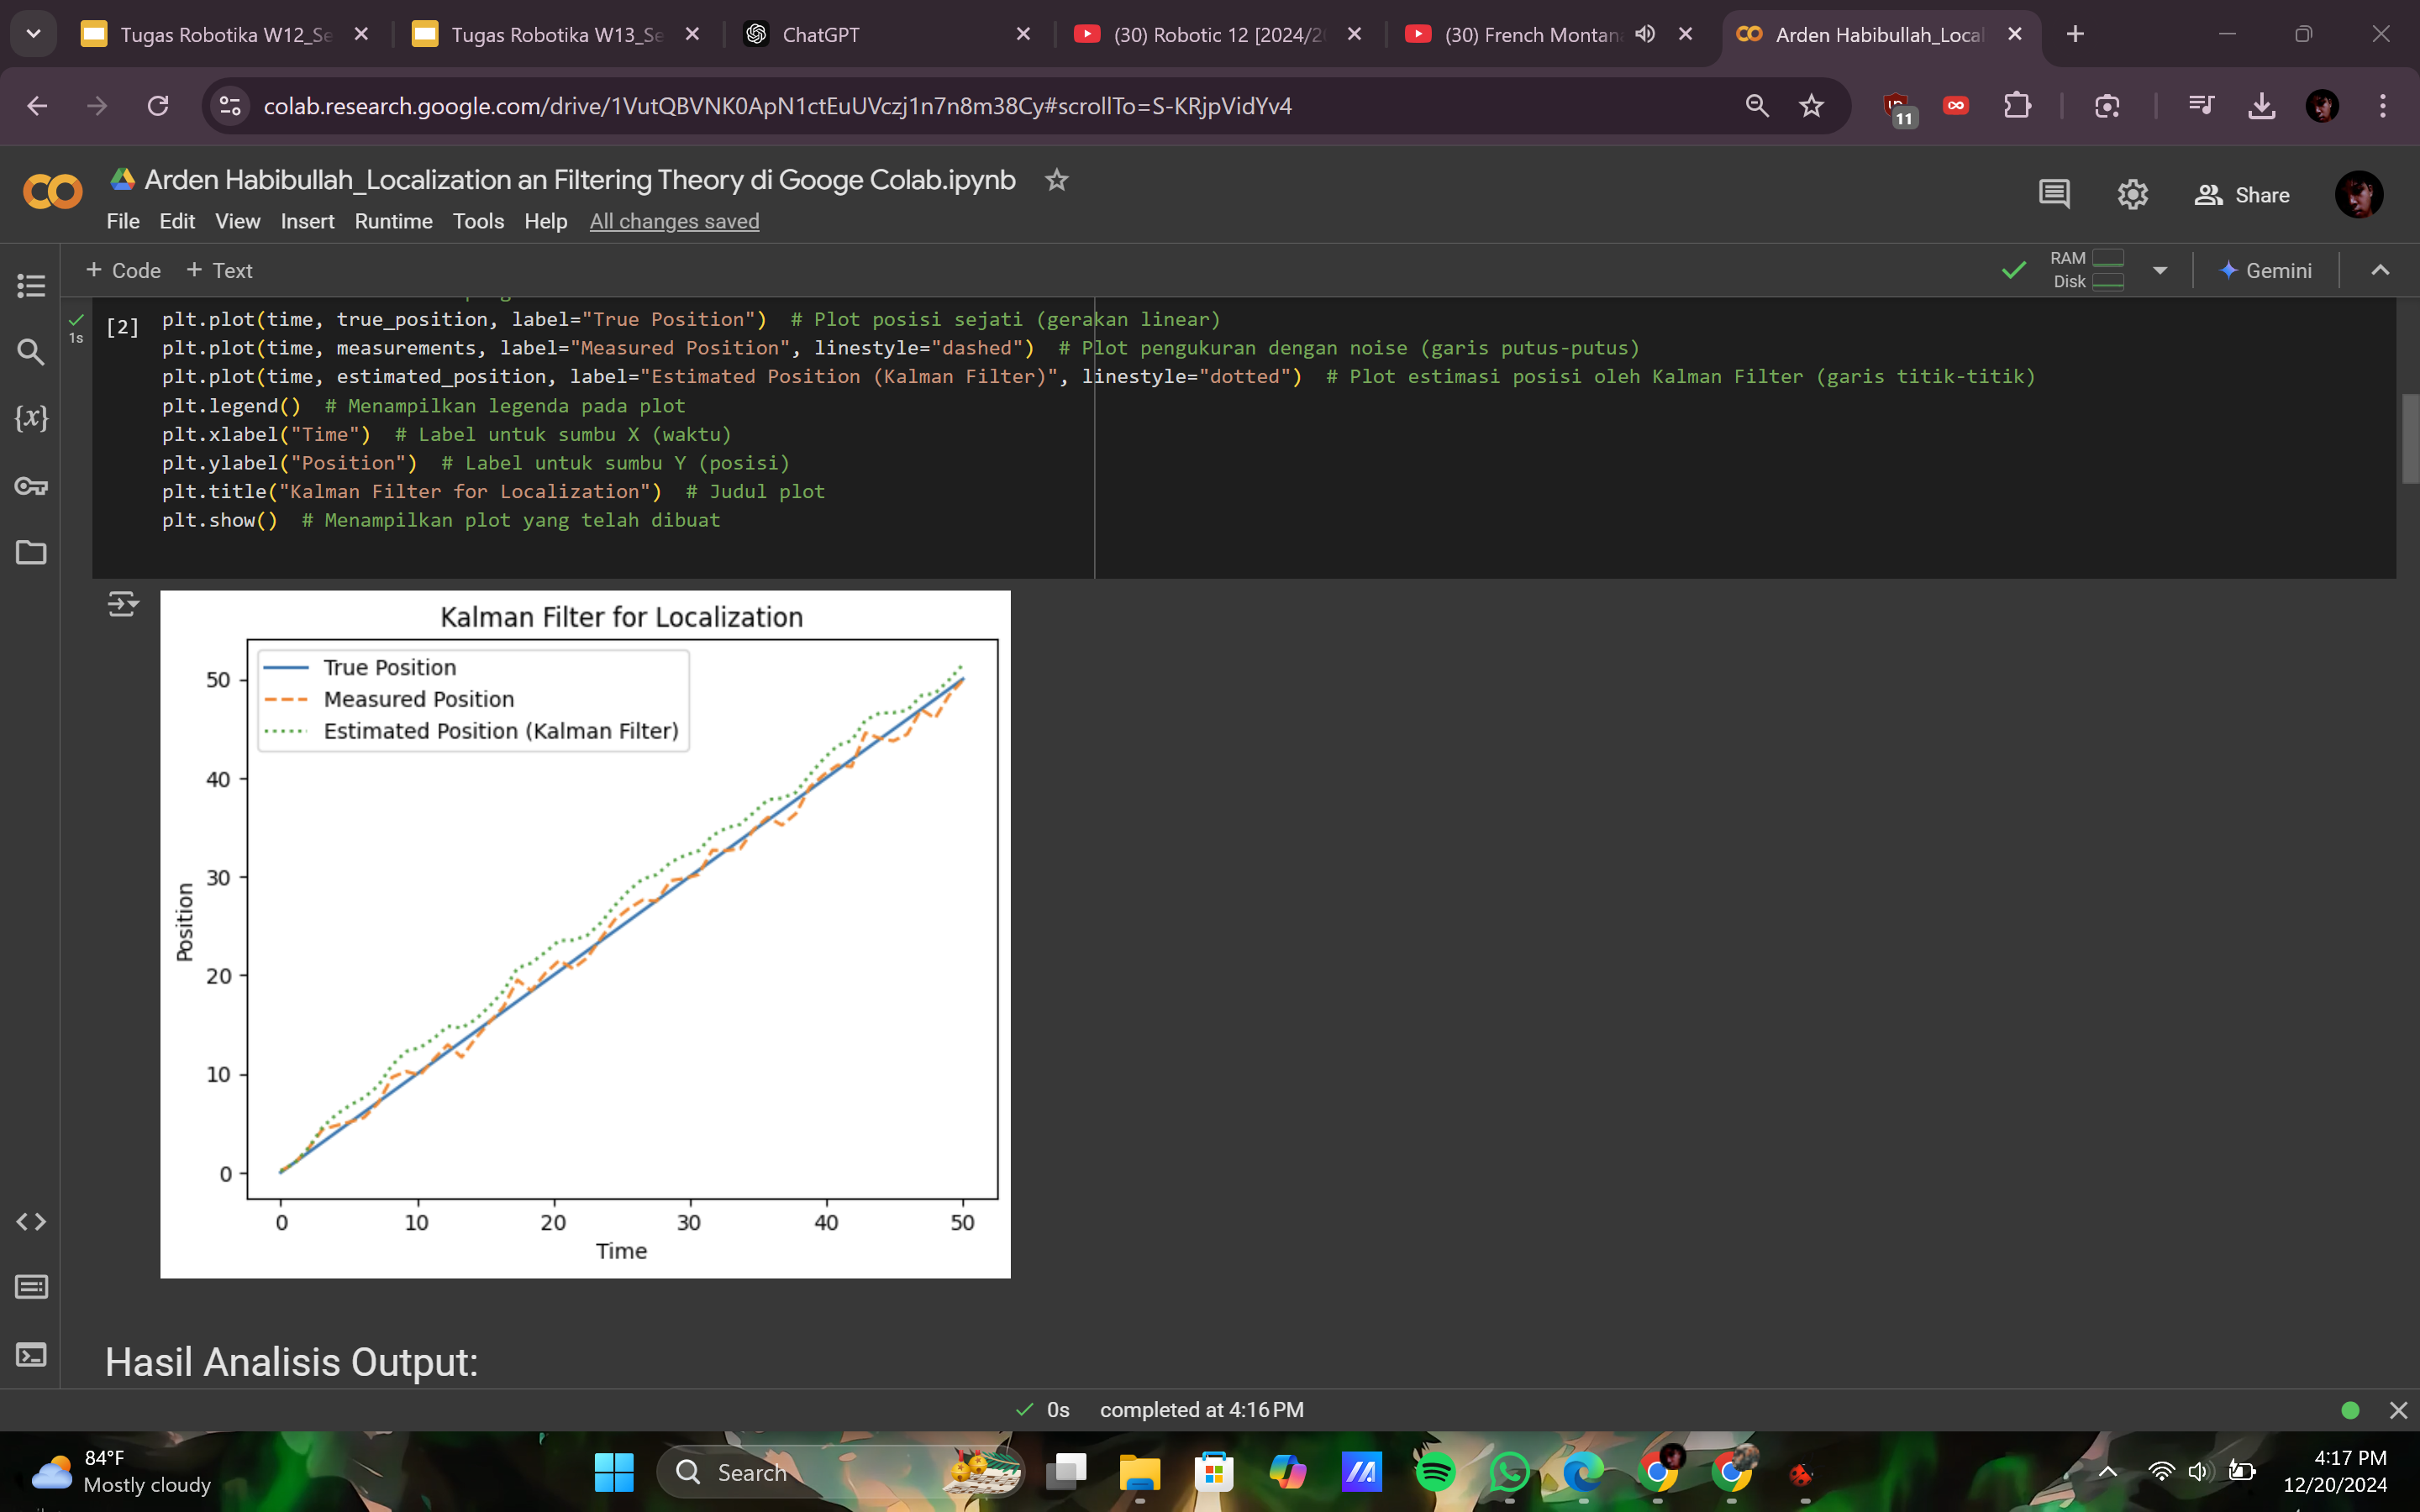 Tugas Robotika W12_Se
Tugas Robotika W13_Se
ChatGPT
(30) Robotic 12 [2024/2
(30) French Montan
Arden Habibullah_Local
colab.research.google.com/drive/1VutQBVNK0ApN1ctEuUVczj1n7n8m38Cy#scrollTo=S-KRjpVidYv4
11
Arden Habibullah_Localization an Filtering Theory di Googe Colab.ipynb
File Edit View Insert Runtime Tools Help All changes saved
Share
+ Code + Text
RAM
Disk
Gemini
1s
[2]
plt.plot(time, true_position, label="True Position")  # Plot posisi sejati (gerakan linear)
plt.plot(time, measurements, label="Measured Position", linestyle="dashed")  # Plot pengukuran dengan noise (garis putus-putus)
plt.plot(time, estimated_position, label="Estimated Position (Kalman Filter)", linestyle="dotted")  # Plot estimasi posisi oleh Kalman Filter (garis titik-titik)
plt.legend()  # Menampilkan legenda pada plot
plt.xlabel("Time")  # Label untuk sumbu X (waktu)
plt.ylabel("Position")  # Label untuk sumbu Y (posisi)
plt.title("Kalman Filter for Localization")  # Judul plot
plt.show()  # Menampilkan plot yang telah dibuat
Kalman Filter for Localization
True Position
Measured Position
Estimated Position (Kalman Filter)
50
40
30
20
10
0
Position
0 10 20 30 40 50
Time
Hasil Analisis Output:
0s completed at 4:16 PM
84°F
Mostly cloudy
Search
4:17 PM
12/20/2024